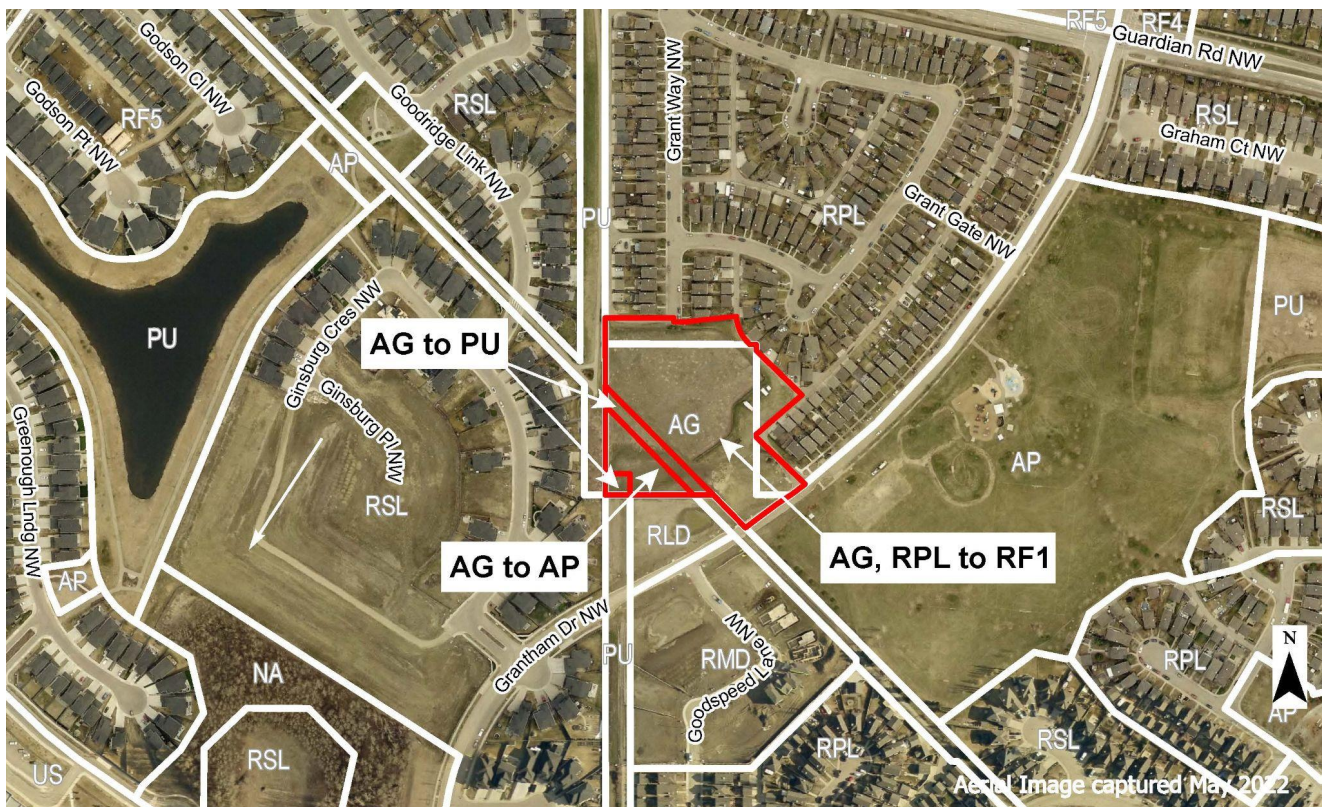 RF5
RF4
Guardian Rd NW
Godson Cl NW
Godson Pt NW
RF5
Goodridge Link NW
RSL
Grant Way NW
RSL
Graham Ct NW
AP
PU
RPL
Grant Gate NW
PU
PU
AG to PU
Ginsburg Cres NW
Ginsburg Pl NW
AG
AP
Greenough Lndg NW
RSL
RSL
AG to AP
RLD
AG, RPL to RF1
AP
Grantham Dr NW
NA
PU
RMD
Goodspeed Lane NW
RPL
N
AP
US
RSL
RPL
RSL
Aerial Image captured May 2022